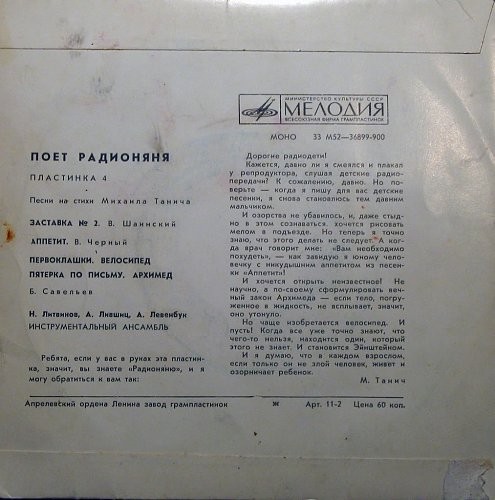 МИНИСТЕРСТВО КУЛЬТУРЫ СССР
МЕЛОДИЯ
ВСЕСОЮЗНАЯ ФИРМА ГРАМПЛАСТИНОК
МОНО 33 М52—36899-900
ПОЕТ РАДИОНЯНЯ
ПЛАСТИНКА 4
Песни на стихи Михаила Танича
ЗАСТАВКА № 2. В. Шаинский
АППЕТИТ. В. Черный
ПЕРВОКЛАШКИ. ВЕЛОСИПЕД
ПЯТЕРКА ПО ПИСЬМУ. АРХИМЕД
Б. Савельев
Н. Литвинов, А. Лившиц, А. Левенбук
ИНСТРУМЕНТАЛЬНЫЙ АНСАМБЛЬ
Ребята, если у вас в руках эта пластин-
ка, значит, вы знаете «Радионяню», и я
могу обратиться к вам так:
Дорогие радиодети!
Кажется, давно ли я смеялся и плакал
у репродуктора, слушая детские радио-
передачи? К сожалению, давно. Но по-
верьте — когда я пишу для вас детские
песенки, я снова становлюсь тем давним
мальчиком.
И озорства не убавилось, и, даже стыд-
но в этом сознаваться, хочется рисовать
мелом в подъезде. Но теперь я точно
знаю, что этого делать не следует. А ког-
да врач говорит мне: «Вам необходимо
похудеть», — как завидую я юному чело-
вечку с никудышным аппетитом из песен-
ки «Аппетит»!
И хочется открыть неизвестное! Не
научно, а по-своему сформулировать веч-
ный закон Архимеда — если тело, погру-
женное в жидкость, не всплывает, значит,
оно утонуло.
Но чаще изобретается велосипед. И
пусть! Когда все уже точно знают, что
чего-то нельзя, находится один, который
этого не знает. И становится Эйнштейном.
И я думаю, что в каждом взрослом,
если только он не злой человек, живет и
озорничает ребенок.
М. Танич
Апрелевский ордена Ленина завод грампластинок ж Арт. 11-2 Цена 60 коп.